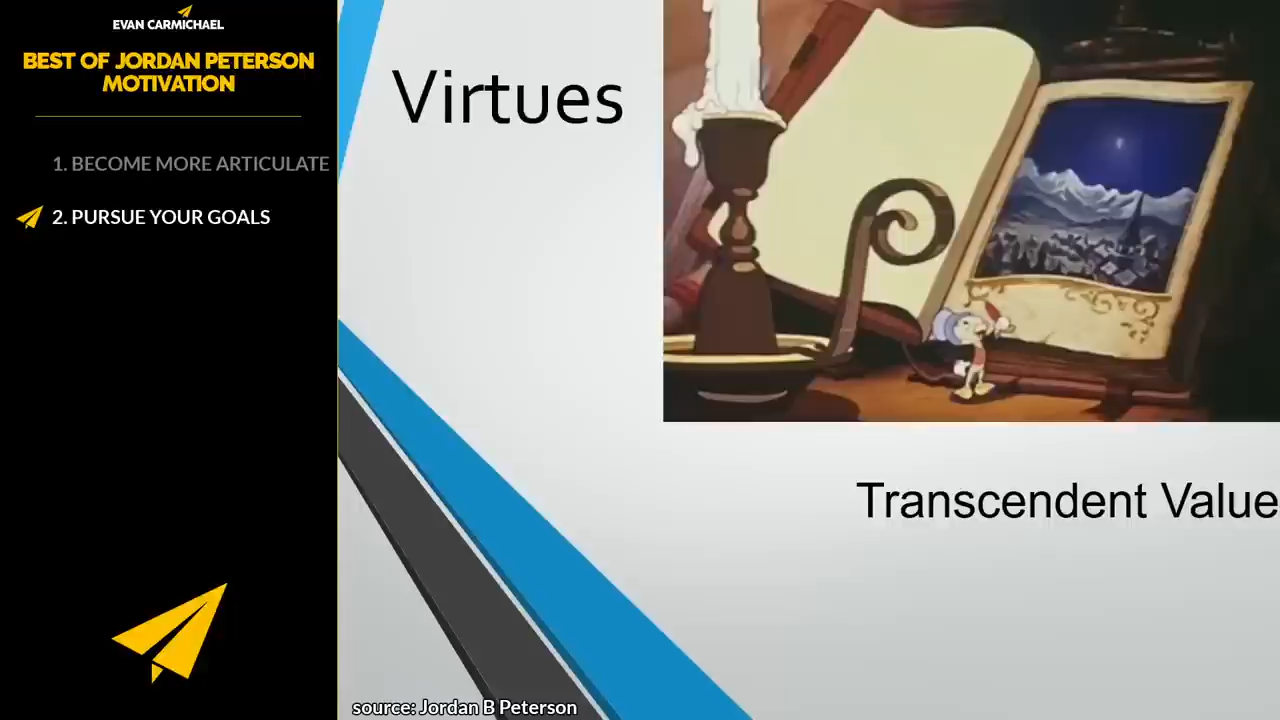 EVAN CARMICHAEL
BEST OF JORDAN PETERSON
MOTIVATION
1. BECOME MORE ARTICULATE
2. PURSUE YOUR GOALS
Virtues
Transcendent Value
source: Jordan B Peterson